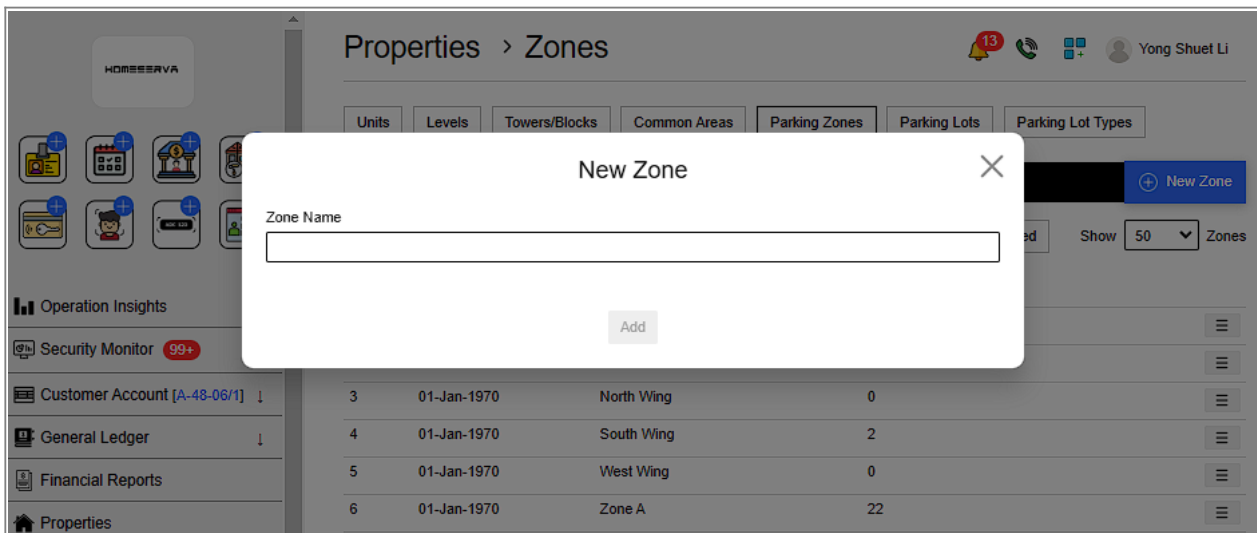 HOMESERVA
Properties > Zones
13
Yong Shuet Li
Units
Levels
Towers/Blocks
Common Areas
Parking Zones
Parking Lots
Parking Lot Types
New Zone
New Zone
Zone Name
Show 50 Zones
Add
Operation Insights
Security Monitor 99+
Customer Account [A-48-06/1] ↓
General Ledger ↓
Financial Reports
Properties
3 01-Jan-1970 North Wing 0
4 01-Jan-1970 South Wing 2
5 01-Jan-1970 West Wing 0
6 01-Jan-1970 Zone A 22